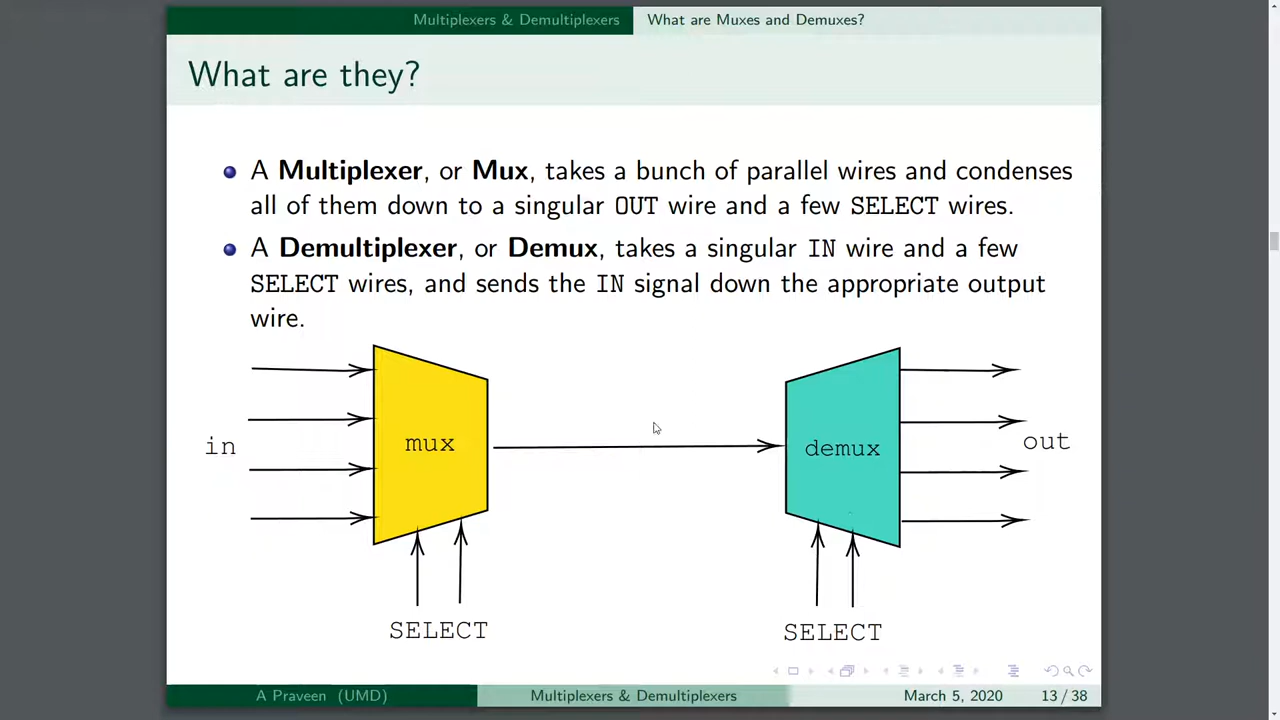 Multiplexers & Demultiplexers
What are Muxes and Demuxes?
What are they?
A Multiplexer, or Mux, takes a bunch of parallel wires and condenses
all of them down to a singular OUT wire and a few SELECT wires.
A Demultiplexer, or Demux, takes a singular IN wire and a few
SELECT wires, and sends the IN signal down the appropriate output
wire.
in
mux
demux
out
SELECT
SELECT
A Praveen (UMD)
Multiplexers & Demultiplexers
March 5, 2020
13 / 38